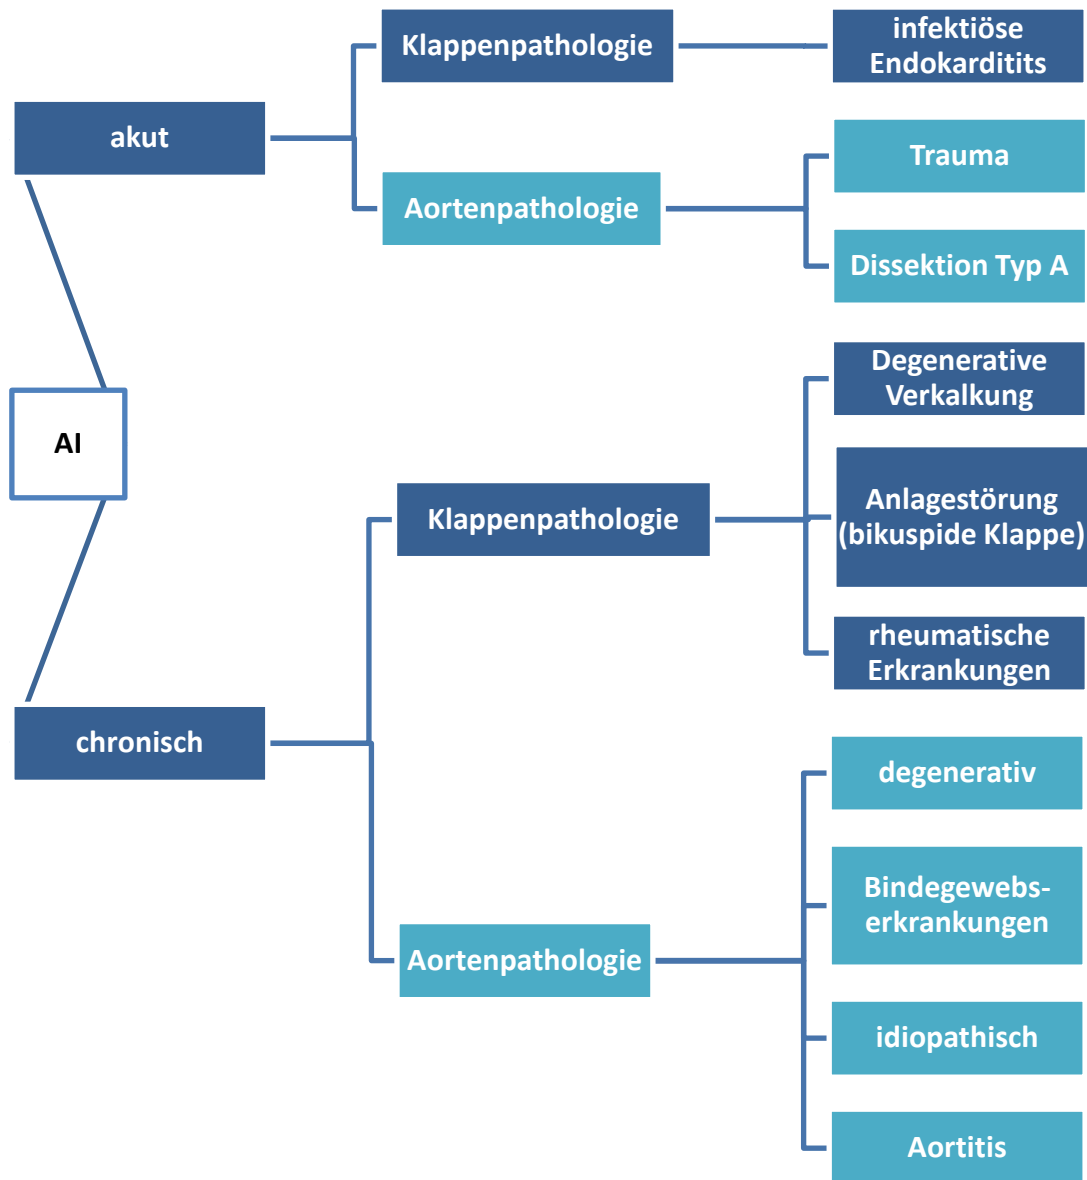 Klappenpathologie
infektiöse
Endokarditits
akut
Trauma
Aortenpathologie
Dissektion Typ A
Degenerative
Verkalkung
AI
Anlagestörung
(bikuspide Klappe)
Klappenpathologie
rheumatische
Erkrankungen
chronisch
degenerativ
Bindegewebs-
erkrankungen
Aortenpathologie
idiopathisch
Aortitis